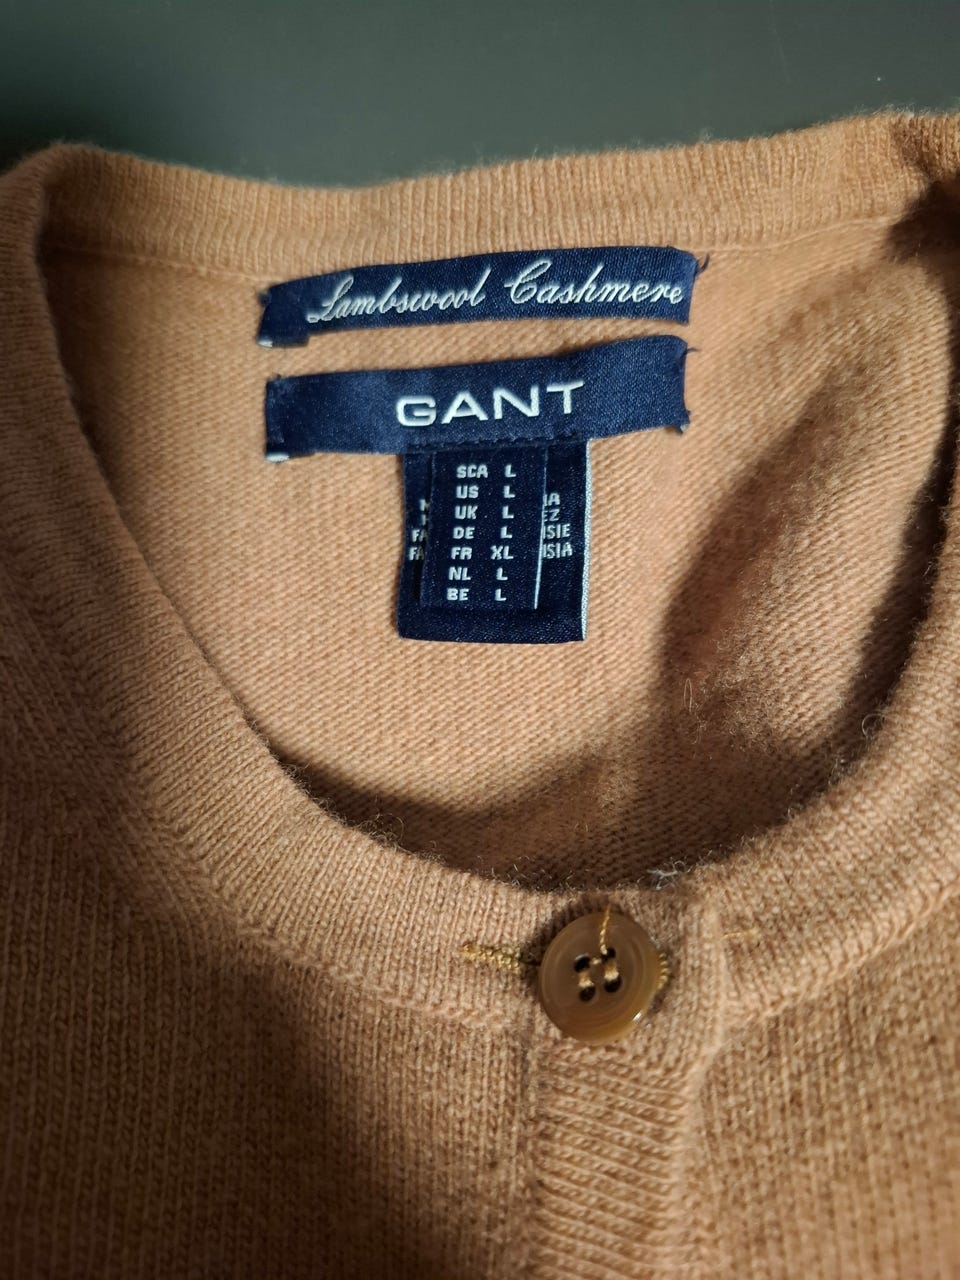 Lambswool Cashmere
GANT
SCA L
US L
UK L
DE L
FR XL
NL L
BE L